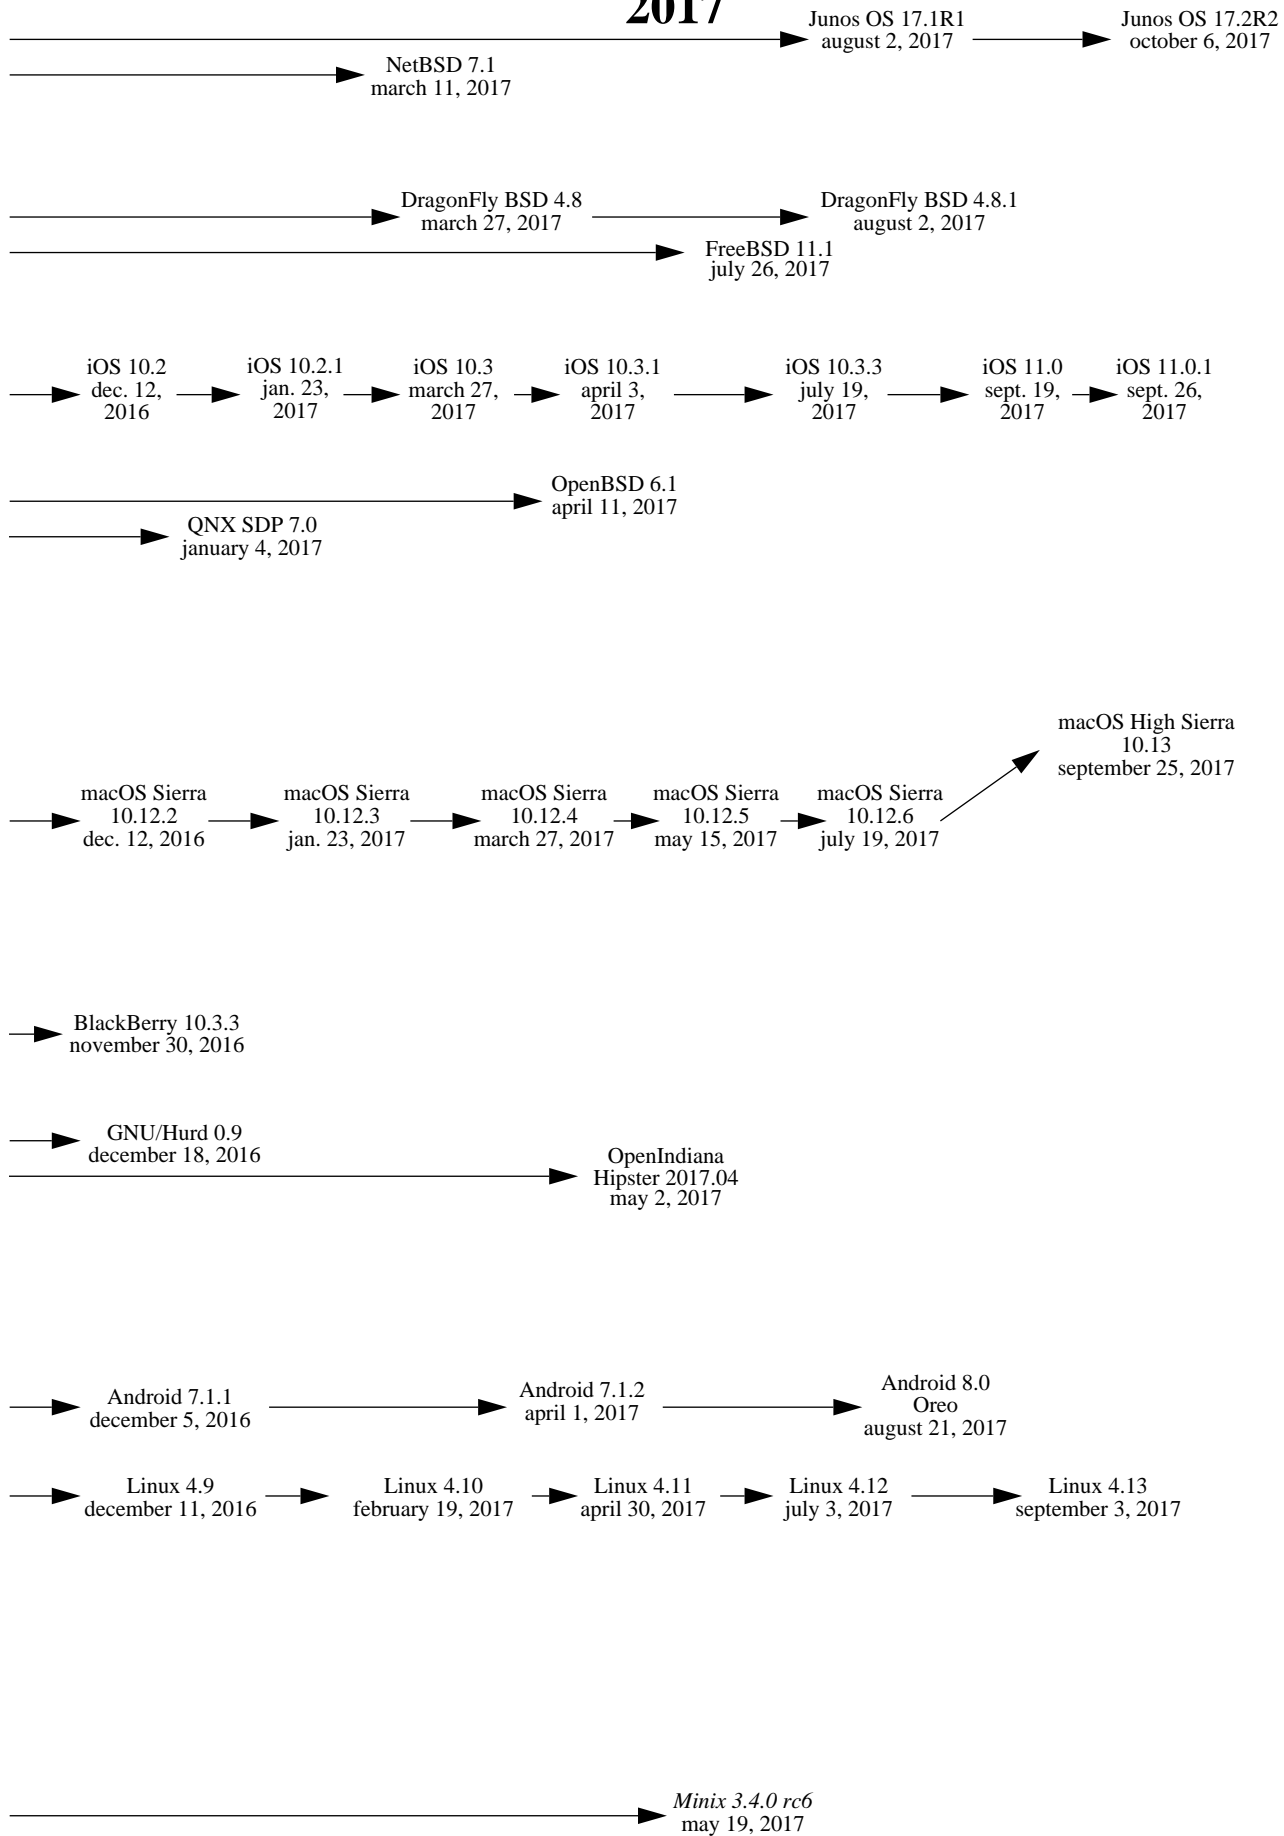 2017
Junos OS 17.1R1
august 2, 2017
Junos OS 17.2R2
october 6, 2017
NetBSD 7.1
march 11, 2017
DragonFly BSD 4.8
march 27, 2017
DragonFly BSD 4.8.1
august 2, 2017
FreeBSD 11.1
july 26, 2017
iOS 10.2
dec. 12,
2016
iOS 10.2.1
jan. 23,
2017
iOS 10.3
march 27,
2017
iOS 10.3.1
april 3,
2017
iOS 10.3.3
july 19,
2017
iOS 11.0
sept. 19,
2017
iOS 11.0.1
sept. 26,
2017
OpenBSD 6.1
april 11, 2017
QNX SDP 7.0
january 4, 2017
macOS High Sierra
10.13
september 25, 2017
macOS Sierra
10.12.2
dec. 12, 2016
macOS Sierra
10.12.3
jan. 23, 2017
macOS Sierra
10.12.4
march 27, 2017
macOS Sierra
10.12.5
may 15, 2017
macOS Sierra
10.12.6
july 19, 2017
BlackBerry 10.3.3
november 30, 2016
GNU/Hurd 0.9
december 18, 2016
OpenIndiana
Hipster 2017.04
may 2, 2017
Android 7.1.1
december 5, 2016
Android 7.1.2
april 1, 2017
Android 8.0
Oreo
august 21, 2017
Linux 4.9
december 11, 2016
Linux 4.10
february 19, 2017
Linux 4.11
april 30, 2017
Linux 4.12
july 3, 2017
Linux 4.13
september 3, 2017
Minix 3.4.0 rc6
may 19, 2017